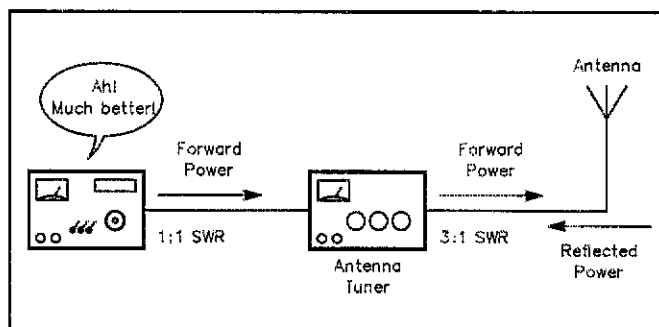 Ah!
Much better!
Antenna
Forward
Power
Forward
Power
1:1 SWR
3:1 SWR
Antenna
Tuner
Reflected
Power